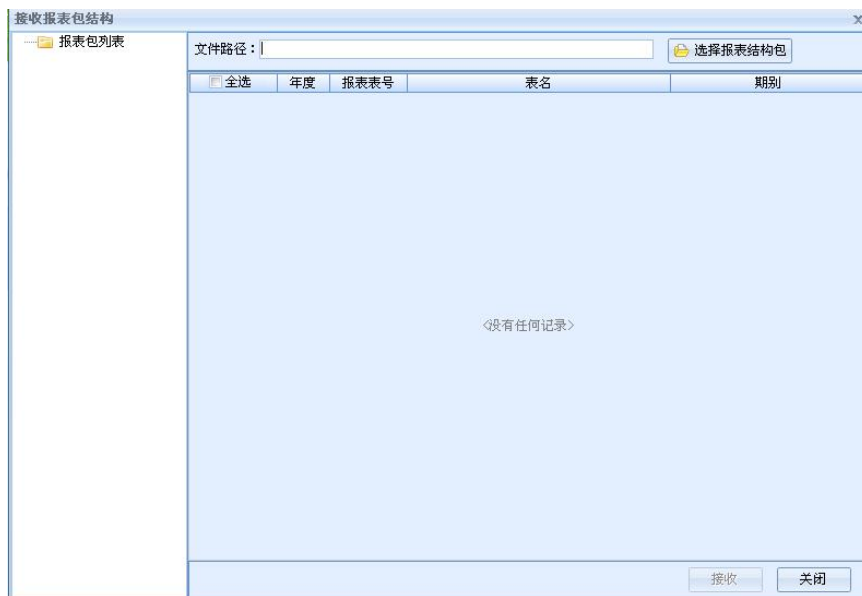 接收报表包结构
报表包列表
文件路径：
选择报表结构包
全选 年度 报表表号 表名 期别
<没有任何记录>
接收 关闭